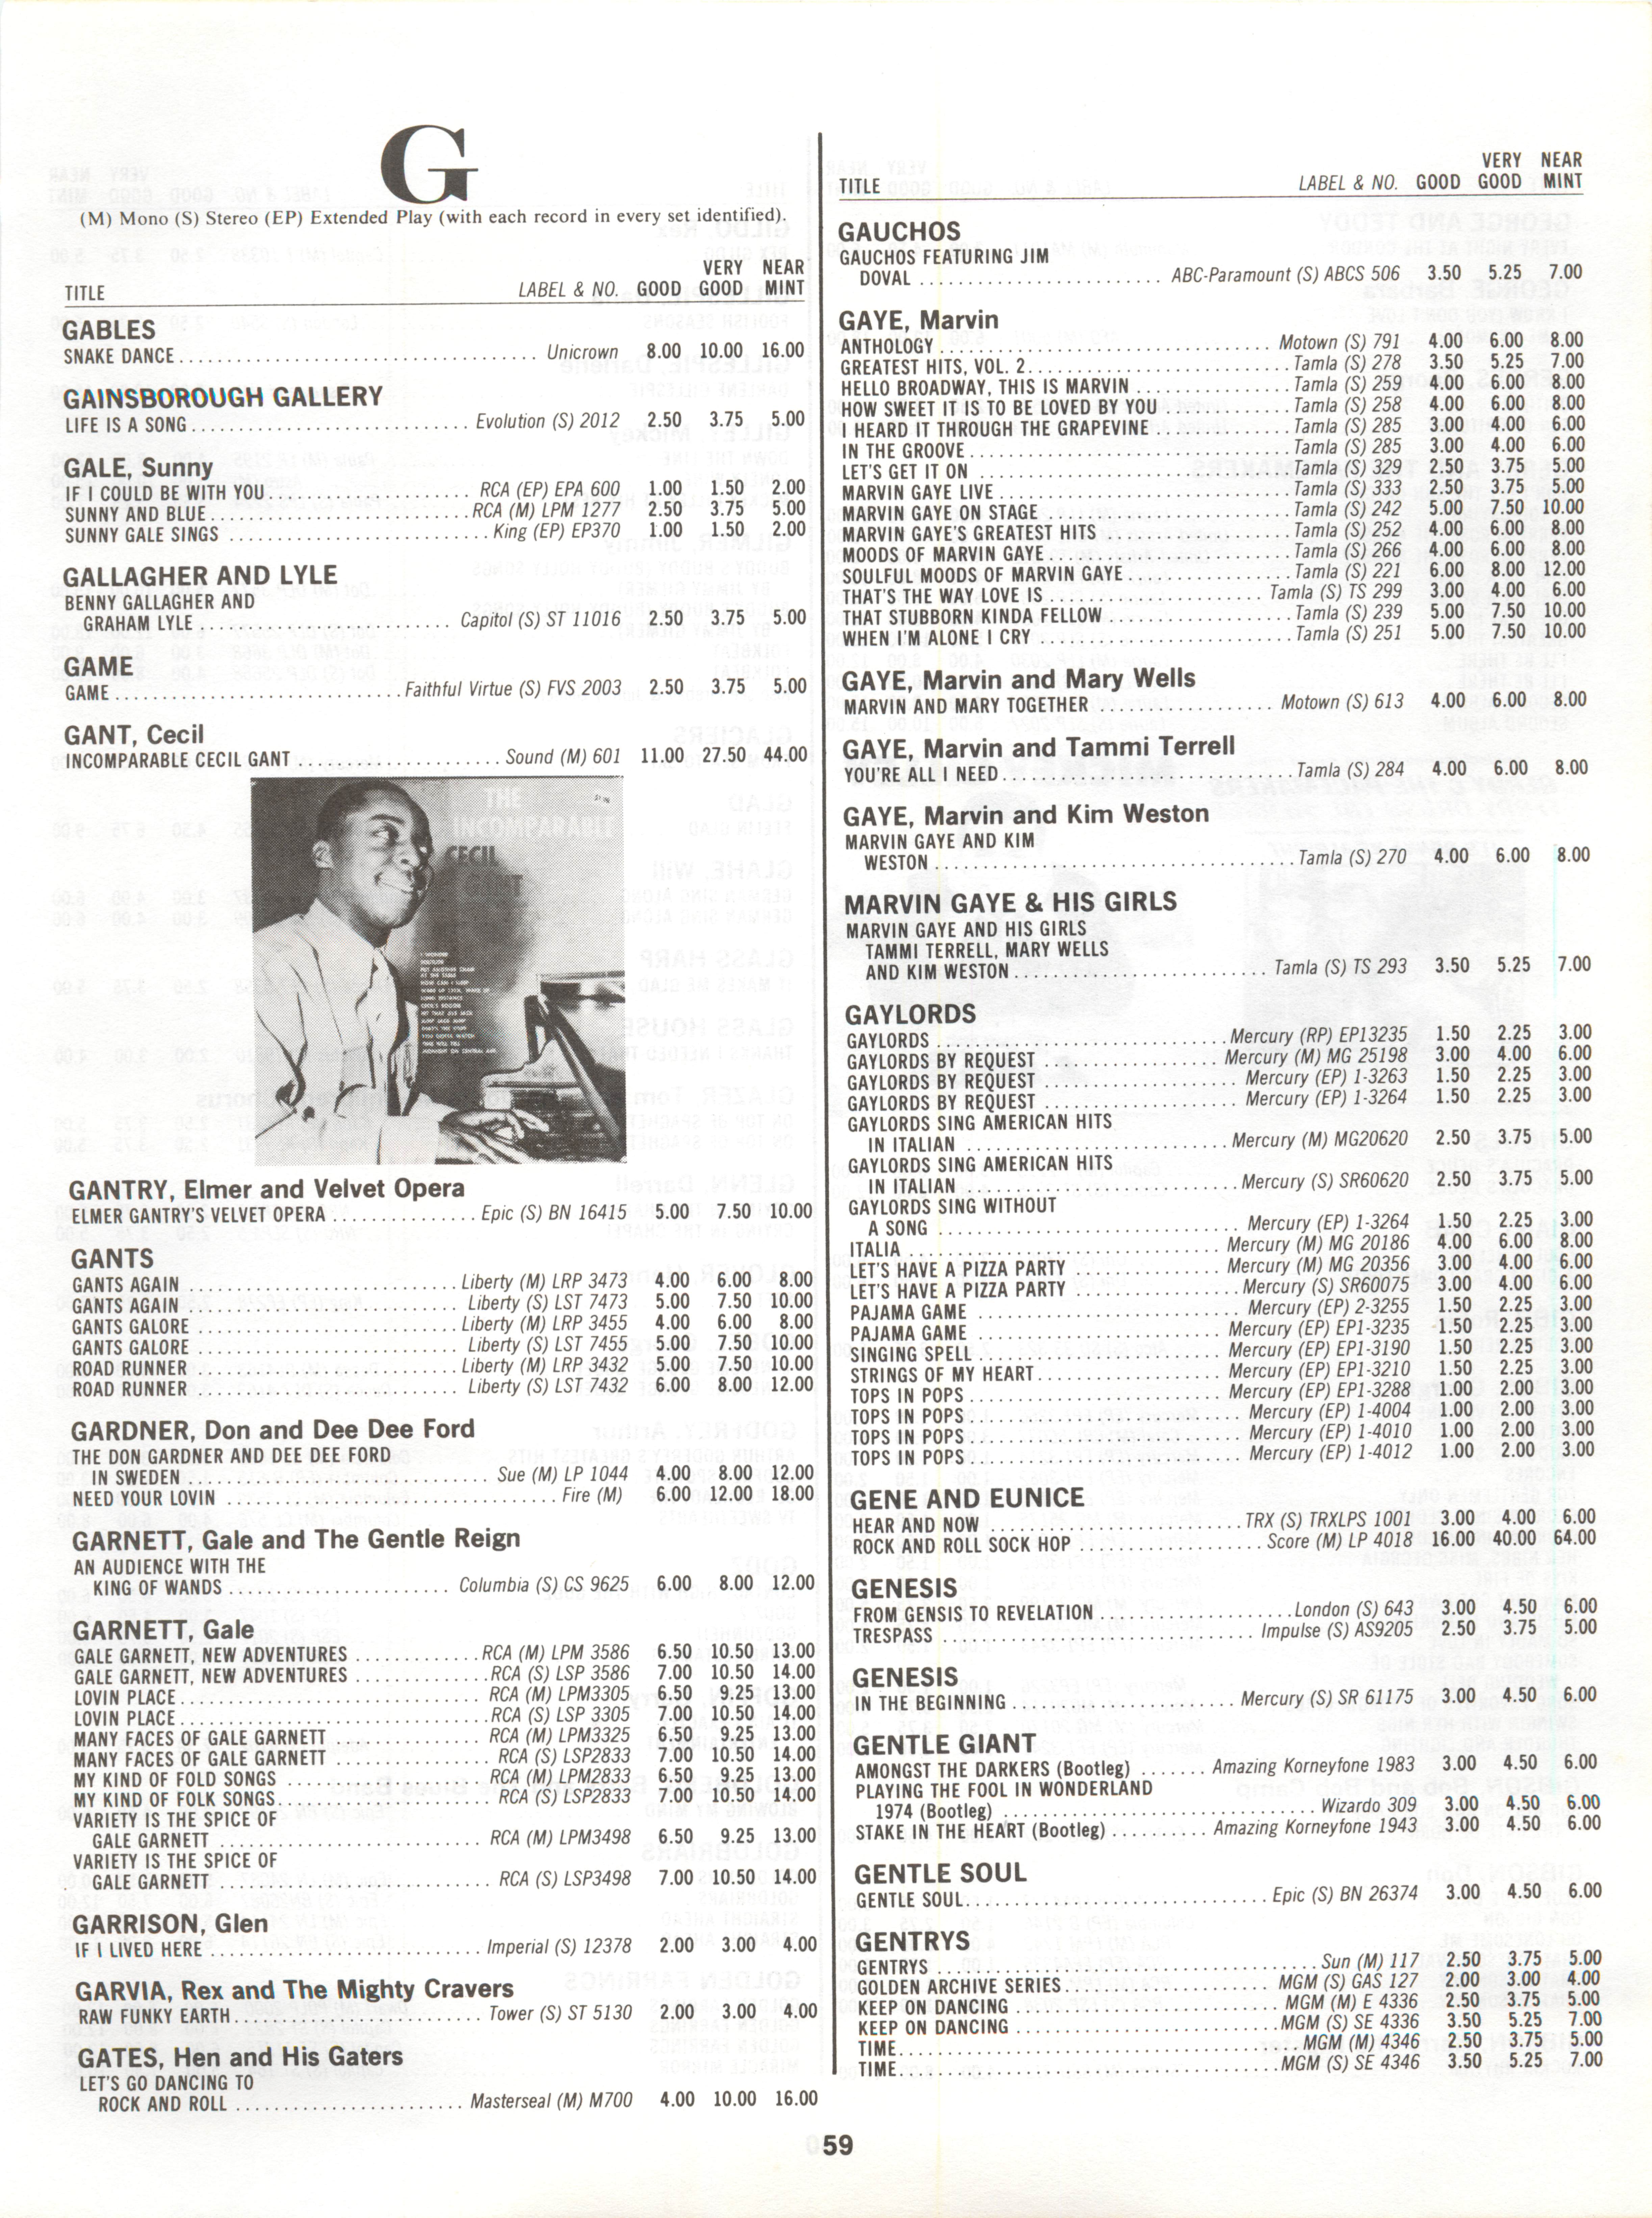 G
(M) Mono (S) Stereo (EP) Extended Play (with each record in every set identified).
VERY NEAR
TITLE LABEL & NO. GOOD GOOD MINT
GABLES
SNAKE DANCE Unicrown 8.00 10.00 16.00
GAINSBOROUGH GALLERY
LIFE IS A SONG Evolution (S) 2012 2.50 3.75 5.00
GALE, Sunny
IF I COULD BE WITH YOU RCA (EP) EPA 600 1.00 1.50 2.00
SUNNY AND BLUE RCA (M) LPM 1277 2.50 3.75 5.00
SUNNY GALE SINGS King (EP) EP370 1.00 1.50 2.00
GALLAGHER AND LYLE
BENNY GALLAGHER AND
GRAHAM LYLE Capitol (S) ST 11016 2.50 3.75 5.00
GAME
GAME Faithful Virtue (S) FVS 2003 2.50 3.75 5.00
GANT, Cecil
INCOMPARABLE CECIL GANT Sound (M) 601 11.00 27.50 44.00
THE
INCOMPARABLE
CECIL
GANT
GANTRY, Elmer and Velvet Opera
ELMER GANTRY'S VELVET OPERA Epic (S) BN 16415 5.00 7.50 10.00
GANTS
GANTS AGAIN Liberty (M) LRP 3473 4.00 6.00 8.00
GANTS AGAIN Liberty (S) LST 7473 5.00 7.50 10.00
GANTS GALORE Liberty (M) LRP 3455 4.00 6.00 8.00
GANTS GALORE Liberty (S) LST 7455 5.00 7.50 10.00
ROAD RUNNER Liberty (M) LRP 3432 5.00 7.50 10.00
ROAD RUNNER Liberty (S) LST 7432 6.00 8.00 12.00
GARDNER, Don and Dee Dee Ford
THE DON GARDNER AND DEE DEE FORD
IN SWEDEN Sue (M) LP 1044 4.00 8.00 12.00
NEED YOUR LOVIN Fire (M) 6.00 12.00 18.00
GARNETT, Gale and The Gentle Reign
AN AUDIENCE WITH THE
KING OF WANDS Columbia (S) CS 9625 6.00 8.00 12.00
GARNETT, Gale
GALE GARNETT, NEW ADVENTURES RCA (M) LPM 3586 6.50 10.50 13.00
GALE GARNETT, NEW ADVENTURES RCA (S) LSP 3586 7.00 10.50 14.00
LOVIN PLACE RCA (M) LPM3305 6.50 9.25 13.00
LOVIN PLACE RCA (S) LSP 3305 7.00 10.50 14.00
MANY FACES OF GALE GARNETT RCA (M) LPM3325 6.50 9.25 13.00
MANY FACES OF GALE GARNETT RCA (S) LSP2833 7.00 10.50 14.00
MY KIND OF FOLD SONGS RCA (M) LPM2833 6.50 9.25 13.00
MY KIND OF FOLK SONGS RCA (S) LSP2833 7.00 10.50 14.00
VARIETY IS THE SPICE OF
GALE GARNETT RCA (M) LPM3498 6.50 9.25 13.00
VARIETY IS THE SPICE OF
GALE GARNETT RCA (S) LSP3498 7.00 10.50 14.00
GARRISON, Glen
IF I LIVED HERE Imperial (S) 12378 2.00 3.00 4.00
GARVIA, Rex and The Mighty Cravers
RAW FUNKY EARTH Tower (S) ST 5130 2.00 3.00 4.00
GATES, Hen and His Gaters
LET'S GO DANCING TO
ROCK AND ROLL Masterseal (M) M700 4.00 10.00 16.00
VERY NEAR
TITLE LABEL & NO. GOOD GOOD MINT
GAUCHOS
GAUCHOS FEATURING JIM
DOVAL ABC-Paramount (S) ABCS 506 3.50 5.25 7.00
GAYE, Marvin
ANTHOLOGY Motown (S) 791 4.00 6.00 8.00
GREATEST HITS, VOL. 2 Tamla (S) 278 3.50 5.25 7.00
HELLO BROADWAY, THIS IS MARVIN Tamla (S) 259 4.00 6.00 8.00
HOW SWEET IT IS TO BE LOVED BY YOU Tamla (S) 258 4.00 6.00 8.00
I HEARD IT THROUGH THE GRAPEVINE Tamla (S) 285 3.00 4.00 6.00
IN THE GROOVE Tamla (S) 285 3.00 4.00 6.00
LET'S GET IT ON Tamla (S) 329 2.50 3.75 5.00
MARVIN GAYE LIVE Tamla (S) 333 2.50 3.75 5.00
MARVIN GAYE ON STAGE Tamla (S) 242 5.00 7.50 10.00
MARVIN GAYE'S GREATEST HITS Tamla (S) 252 4.00 6.00 8.00
MOODS OF MARVIN GAYE Tamla (S) 266 4.00 6.00 8.00
SOULFUL MOODS OF MARVIN GAYE Tamla (S) 221 6.00 8.00 12.00
THAT'S THE WAY LOVE IS Tamla (S) TS 299 3.00 4.00 6.00
THAT STUBBORN KINDA FELLOW Tamla (S) 239 5.00 7.50 10.00
WHEN I'M ALONE I CRY Tamla (S) 251 5.00 7.50 10.00
GAYE, Marvin and Mary Wells
MARVIN AND MARY TOGETHER Motown (S) 613 4.00 6.00 8.00
GAYE, Marvin and Tammi Terrell
YOU'RE ALL I NEED Tamla (S) 284 4.00 6.00 8.00
GAYE, Marvin and Kim Weston
MARVIN GAYE AND KIM
WESTON Tamla (S) 270 4.00 6.00 8.00
MARVIN GAYE & HIS GIRLS
MARVIN GAYE AND HIS GIRLS
TAMMI TERRELL, MARY WELLS
AND KIM WESTON Tamla (S) TS 293 3.50 5.25 7.00
GAYLORDS
GAYLORDS Mercury (RP) EP13235 1.50 2.25 3.00
GAYLORDS BY REQUEST Mercury (M) MG 25198 3.00 4.00 6.00
GAYLORDS BY REQUEST Mercury (EP) 1-3263 1.50 2.25 3.00
GAYLORDS BY REQUEST Mercury (EP) 1-3264 1.50 2.25 3.00
GAYLORDS SING AMERICAN HITS
IN ITALIAN Mercury (M) MG20620 2.50 3.75 5.00
GAYLORDS SING AMERICAN HITS
IN ITALIAN Mercury (S) SR60620 2.50 3.75 5.00
GAYLORDS SING WITHOUT
A SONG Mercury (EP) 1-3264 1.50 2.25 3.00
ITALIA Mercury (M) MG 20186 4.00 6.00 8.00
LET'S HAVE A PIZZA PARTY Mercury (M) MG 20356 3.00 4.00 6.00
LET'S HAVE A PIZZA PARTY Mercury (S) SR60075 3.00 4.00 6.00
PAJAMA GAME Mercury (EP) 2-3255 1.50 2.25 3.00
PAJAMA GAME Mercury (EP) EP1-3235 1.50 2.25 3.00
SINGING SPELL Mercury (EP) EP1-3190 1.50 2.25 3.00
STRINGS OF MY HEART Mercury (EP) EP1-3210 1.50 2.25 3.00
TOPS IN POPS Mercury (EP) EP1-3288 1.00 2.00 3.00
TOPS IN POPS Mercury (EP) 1-4004 1.00 2.00 3.00
TOPS IN POPS Mercury (EP) 1-4010 1.00 2.00 3.00
TOPS IN POPS Mercury (EP) 1-4012 1.00 2.00 3.00
GENE AND EUNICE
HEAR AND NOW TRX (S) TRXLPS 1001 3.00 4.00 6.00
ROCK AND ROLL SOCK HOP Score (M) LP 4018 16.00 40.00 64.00
GENESIS
FROM GENSIS TO REVELATION London (S) 643 3.00 4.50 6.00
TRESPASS Impulse (S) AS9205 2.50 3.75 5.00
GENESIS
IN THE BEGINNING Mercury (S) SR 61175 3.00 4.50 6.00
GENTLE GIANT
AMONGST THE DARKERS (Bootleg) Amazing Korneyfone 1983 3.00 4.50 6.00
PLAYING THE FOOL IN WONDERLAND
1974 (Bootleg) Wizardo 309 3.00 4.50 6.00
STAKE IN THE HEART (Bootleg) Amazing Korneyfone 1943 3.00 4.50 6.00
GENTLE SOUL
GENTLE SOUL Epic (S) BN 26374 3.00 4.50 6.00
GENTRYS
GENTRYS Sun (M) 117 2.50 3.75 5.00
GOLDEN ARCHIVE SERIES MGM (S) GAS 127 2.00 3.00 4.00
KEEP ON DANCING MGM (M) E 4336 2.50 3.75 5.00
KEEP ON DANCING MGM (S) SE 4336 3.50 5.25 7.00
TIME MGM (M) 4346 2.50 3.75 5.00
TIME MGM (S) SE 4346 3.50 5.25 7.00
59